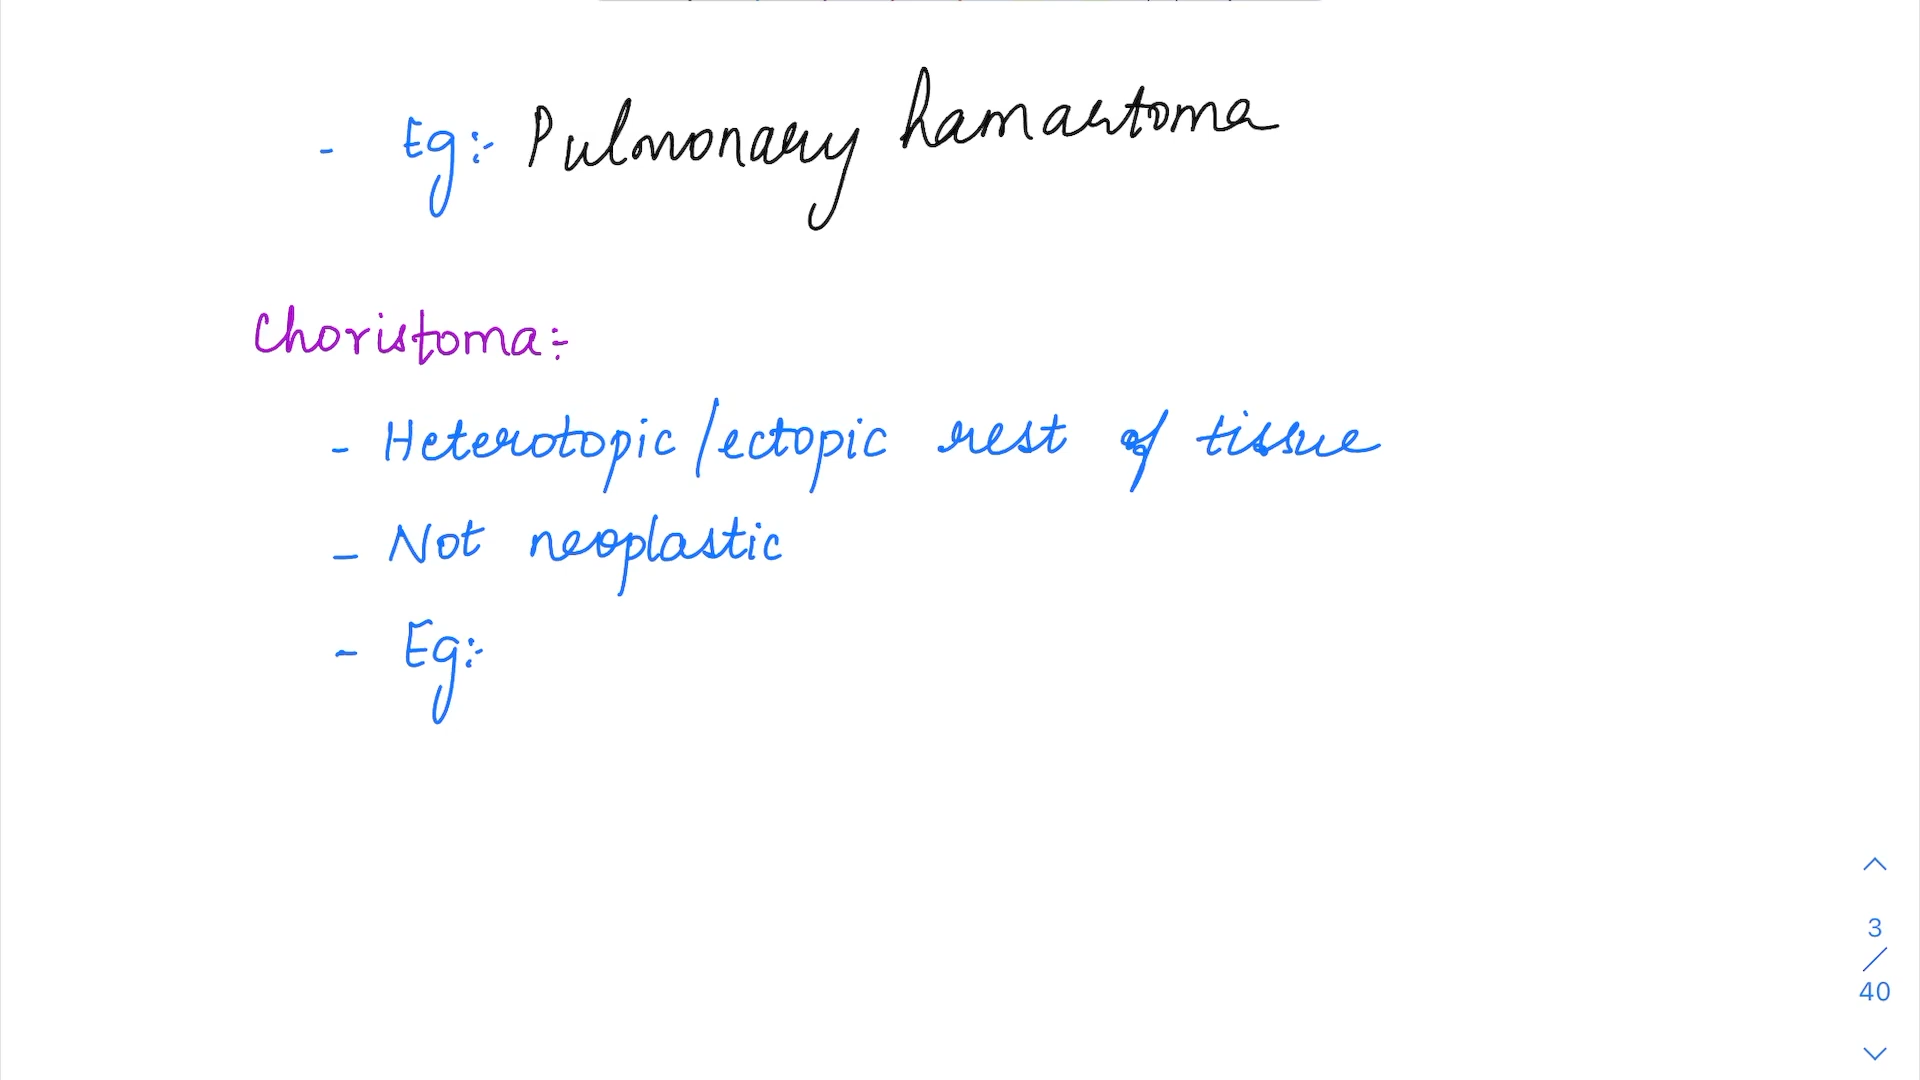 - Eg:- Pulmonary hamartoma
Choristoma:-
- Heterotopic/ectopic rest of tissue
- Not neoplastic
- Eg:-
3
/
40